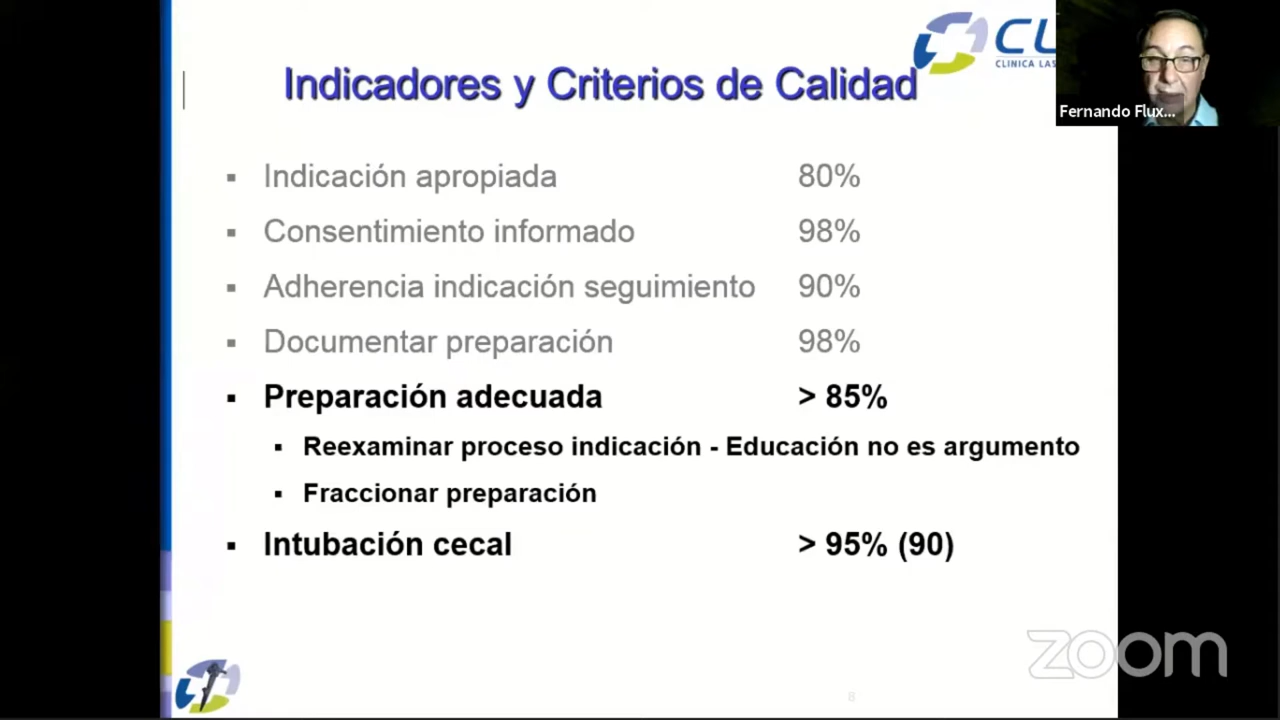 CL
CLINICA LAS
Indicadores y Criterios de Calidad
Fernando Flux...
▪ Indicación apropiada 80%
▪ Consentimiento informado 98%
▪ Adherencia indicación seguimiento 90%
▪ Documentar preparación 98%
▪ Preparación adecuada > 85%
▪ Reexaminar proceso indicación - Educación no es argumento
▪ Fraccionar preparación
▪ Intubación cecal > 95% (90)
zoom
8